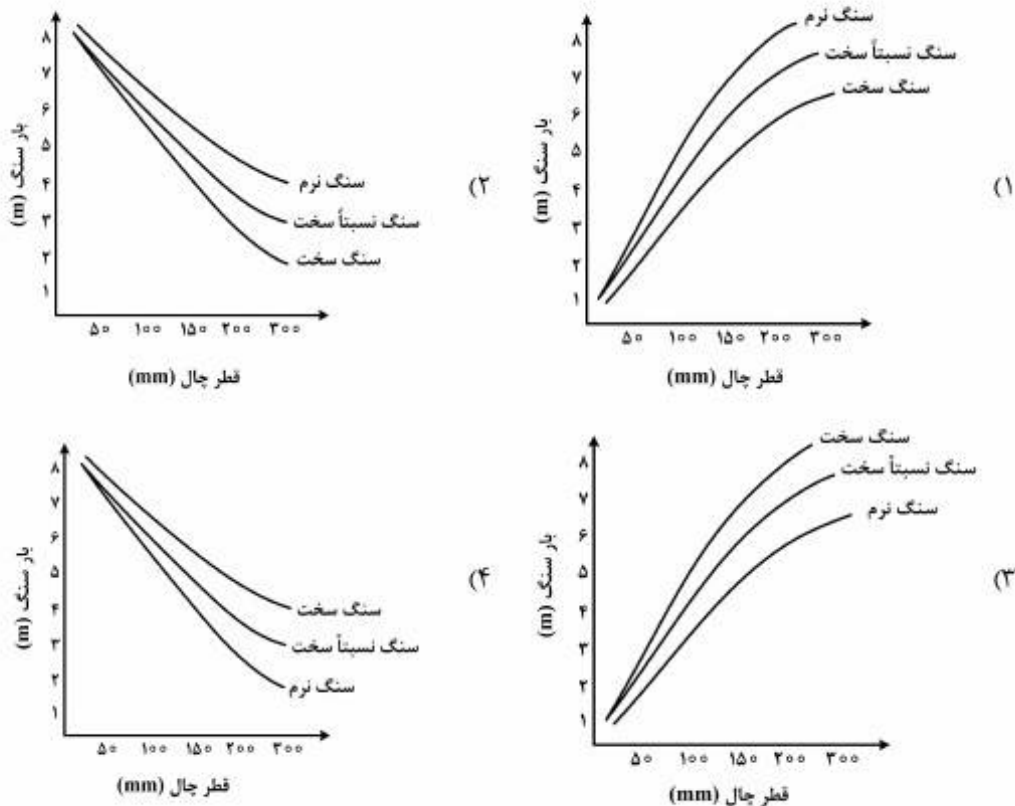 ۱)
سنگ نرم
سنگ نسبتاً سخت
سنگ سخت
بار سنگ (m)
۸
۷
۶
۵
۴
۳
۲
۱
۵۰ ۱۰۰ ۱۵۰ ۲۰۰ ۳۰۰
قطر چال (mm)
۲)
سنگ نرم
سنگ نسبتاً سخت
سنگ سخت
بار سنگ (m)
۸
۷
۶
۵
۴
۳
۲
۱
۵۰ ۱۰۰ ۱۵۰ ۲۰۰ ۳۰۰
قطر چال (mm)
۳)
سنگ سخت
سنگ نسبتاً سخت
سنگ نرم
بار سنگ (m)
۸
۷
۶
۵
۴
۳
۲
۱
۵۰ ۱۰۰ ۱۵۰ ۲۰۰ ۳۰۰
قطر چال (mm)
۴)
سنگ سخت
سنگ نسبتاً سخت
سنگ نرم
بار سنگ (m)
۸
۷
۶
۵
۴
۳
۲
۱
۵۰ ۱۰۰ ۱۵۰ ۲۰۰ ۳۰۰
قطر چال (mm)